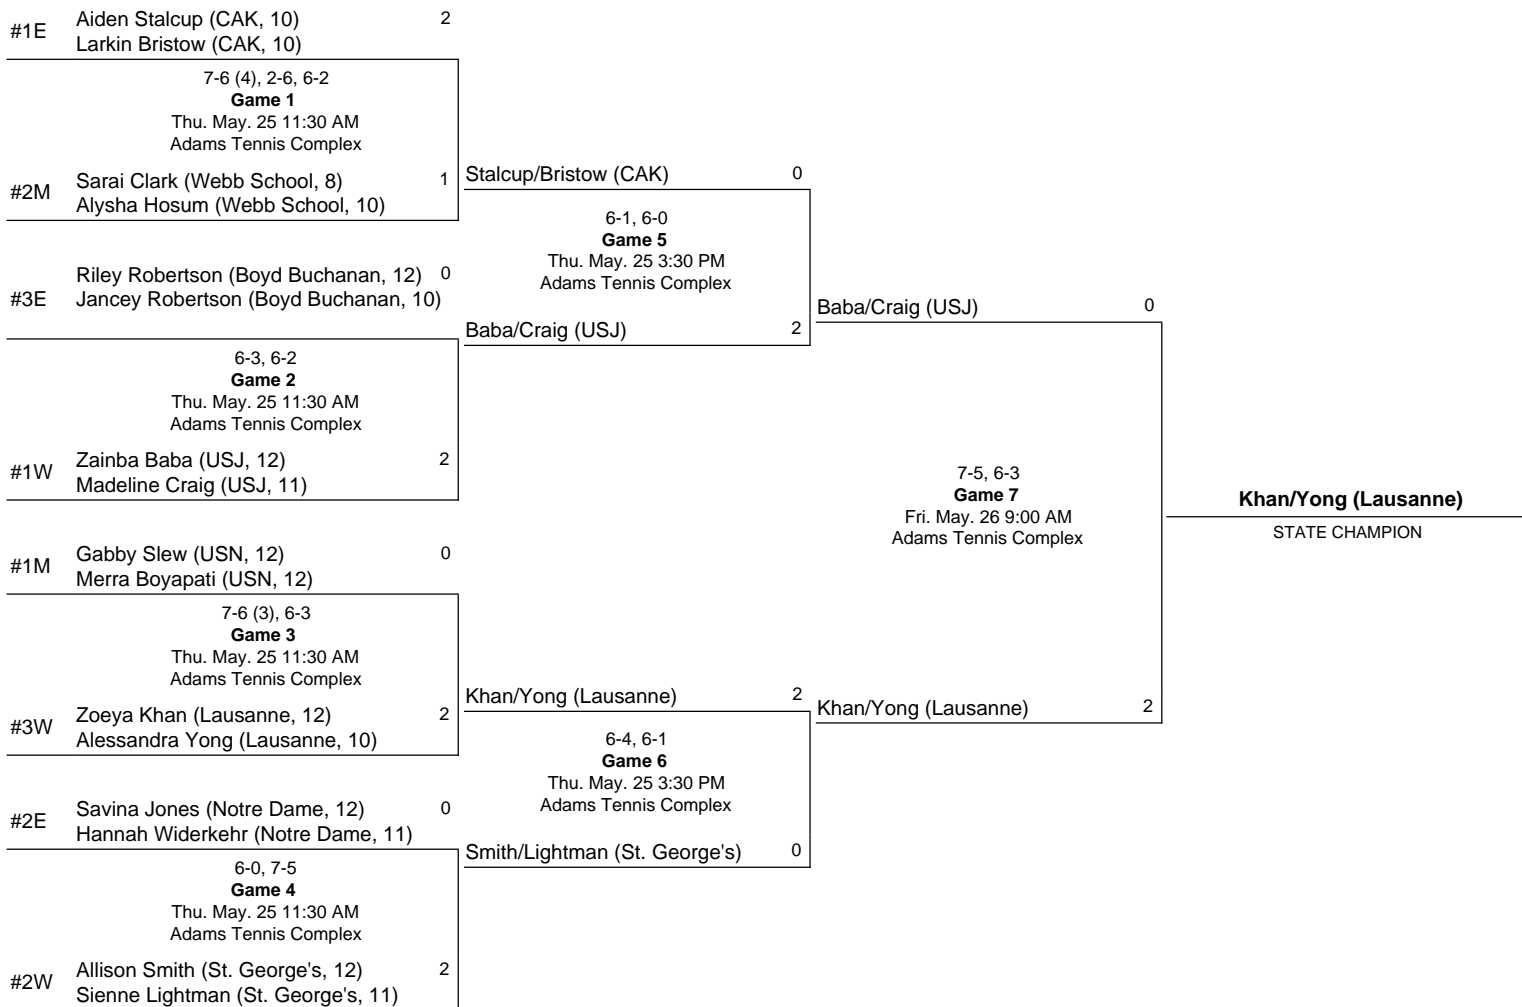 #1E
Aiden Stalcup (CAK, 10) 2
Larkin Bristow (CAK, 10)
7-6 (4), 2-6, 6-2
Game 1
Thu. May. 25 11:30 AM
Adams Tennis Complex
#2M
Sarai Clark (Webb School, 8) 1
Alysha Hosum (Webb School, 10)
#3E
Riley Robertson (Boyd Buchanan, 12) 0
Jancey Robertson (Boyd Buchanan, 10)
6-3, 6-2
Game 2
Thu. May. 25 11:30 AM
Adams Tennis Complex
#1W
Zainba Baba (USJ, 12) 2
Madeline Craig (USJ, 11)
#1M
Gabby Slew (USN, 12) 0
Merra Boyapati (USN, 12)
7-6 (3), 6-3
Game 3
Thu. May. 25 11:30 AM
Adams Tennis Complex
#3W
Zoeya Khan (Lausanne, 12) 2
Alessandra Yong (Lausanne, 10)
#2E
Savina Jones (Notre Dame, 12) 0
Hannah Widerkehr (Notre Dame, 11)
6-0, 7-5
Game 4
Thu. May. 25 11:30 AM
Adams Tennis Complex
#2W
Allison Smith (St. George's, 12) 2
Sienne Lightman (St. George's, 11)
Stalcup/Bristow (CAK) 0
6-1, 6-0
Game 5
Thu. May. 25 3:30 PM
Adams Tennis Complex
Baba/Craig (USJ) 2
Khan/Yong (Lausanne) 2
6-4, 6-1
Game 6
Thu. May. 25 3:30 PM
Adams Tennis Complex
Smith/Lightman (St. George's) 0
Baba/Craig (USJ) 0
7-5, 6-3
Game 7
Fri. May. 26 9:00 AM
Adams Tennis Complex
Khan/Yong (Lausanne) 2
Khan/Yong (Lausanne)
STATE CHAMPION